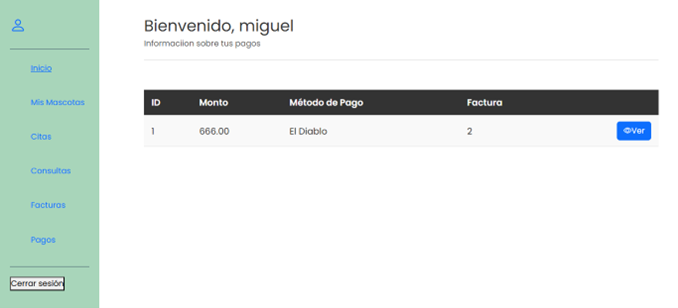 Bienvenido, miguel
Informaciion sobre tus pagos
Inicio
Mis Mascotas
Citas
Consultas
Facturas
Pagos
Cerrar sesión
ID Monto Método de Pago Factura
1 666.00 El Diablo 2 Ver